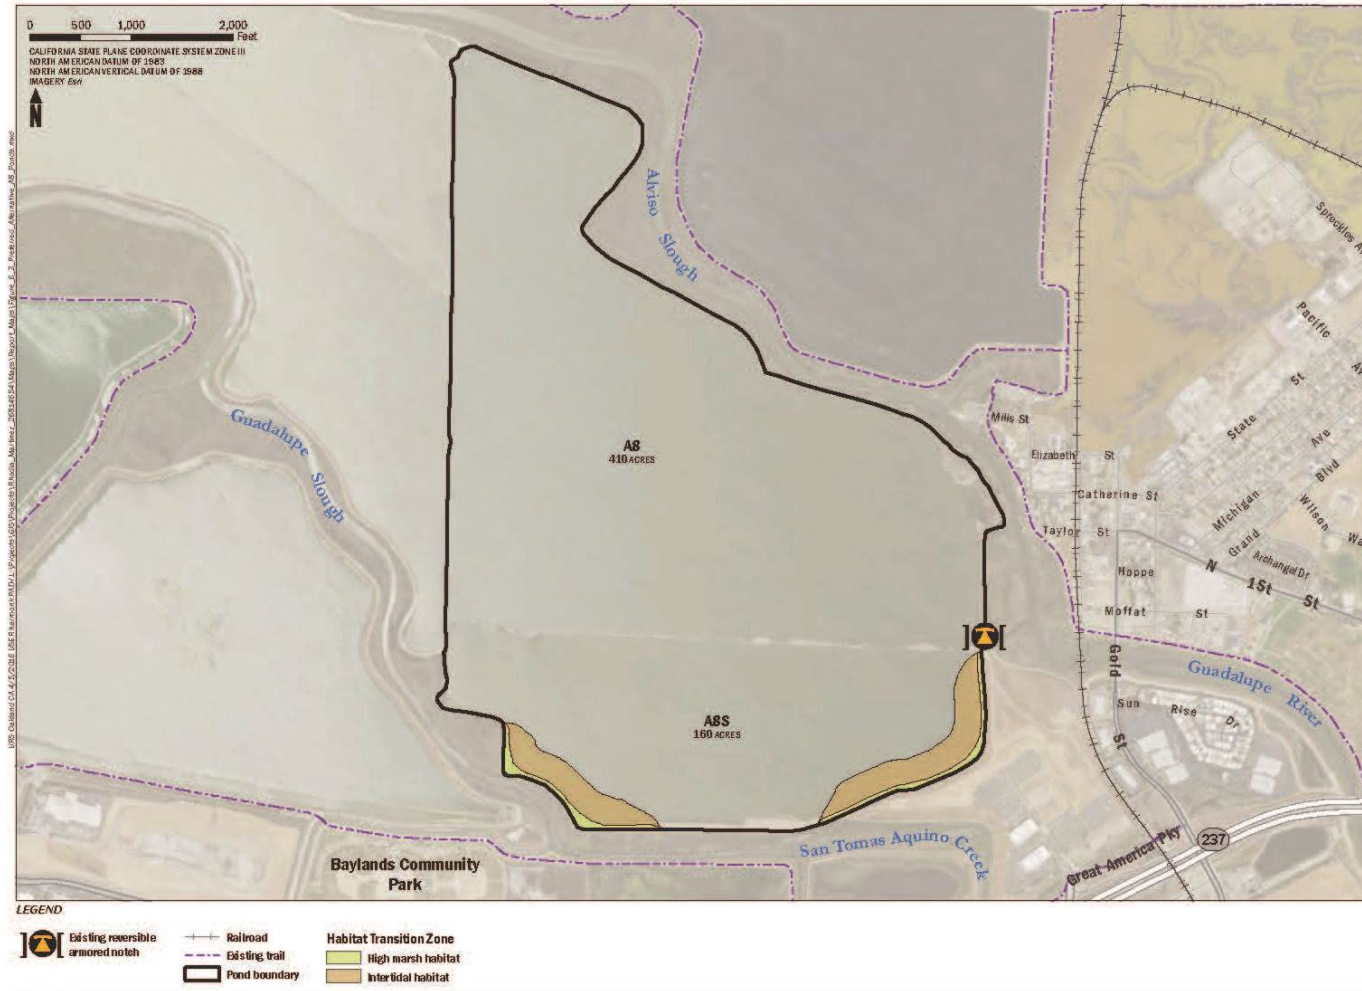 0 500 1,000 2,000
Feet
CALIFORNIA STATE PLANE COORDINATE SYSTEM ZONE III
NORTH AMERICAN DATUM OF 1983
NORTH AMERICAN VERTICAL DATUM OF 1988
IMAGERY Esri
N
Alviso Slough
Guadalupe Slough
A8
410 ACRES
A8S
160 ACRES
Spreckles
Pacific
Av
State St
Mills St
Elizabeth St
Catherine St
Michigan Ave
Grand Blvd
Wilson Wa
Taylor St
Archangel Dr
Hoppe
N 1St St
Moffat St
Gold St
Guadalupe River
Sun Rise Dr
San Tomas Aquino Creek
Great America Pky
237
Baylands Community
Park
LEGEND
Existing reversible
armored notch
Railroad
Existing trail
Pond boundary
Habitat Transition Zone
High marsh habitat
Intertidal habitat